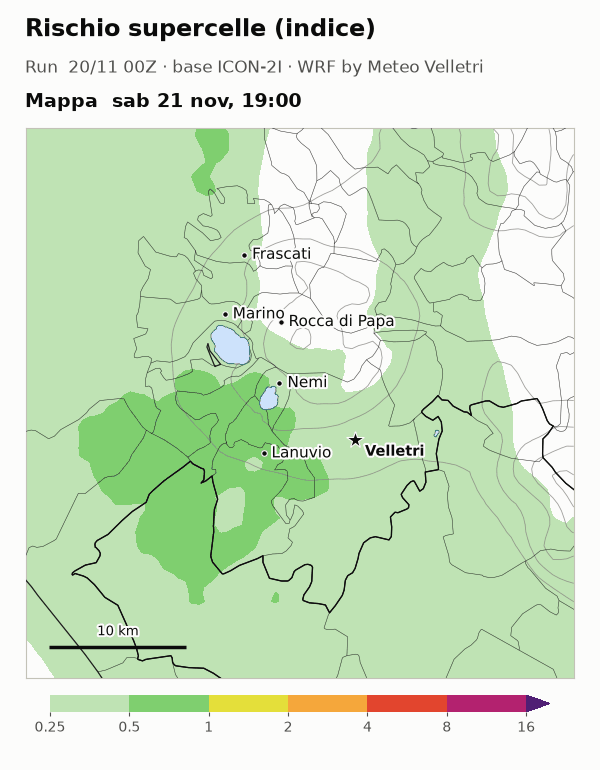 Rischio supercelle (indice)
Run  20/11 00Z · base ICON-2I · WRF by Meteo Velletri
Mappa  sab 21 nov, 19:00
Frascati
Marino
Rocca di Papa
Nemi
Velletri
Lanuvio
10 km
0.25 0.5 1 2 4 8 16